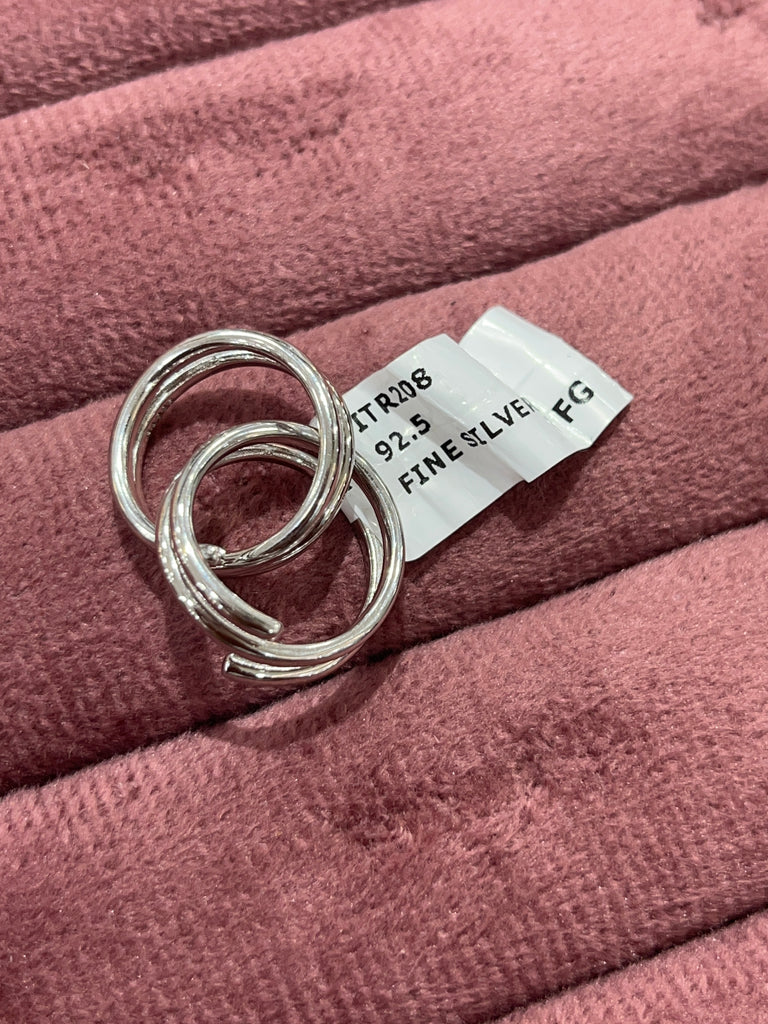 ITR208
92.5
FINE SILVER
FG